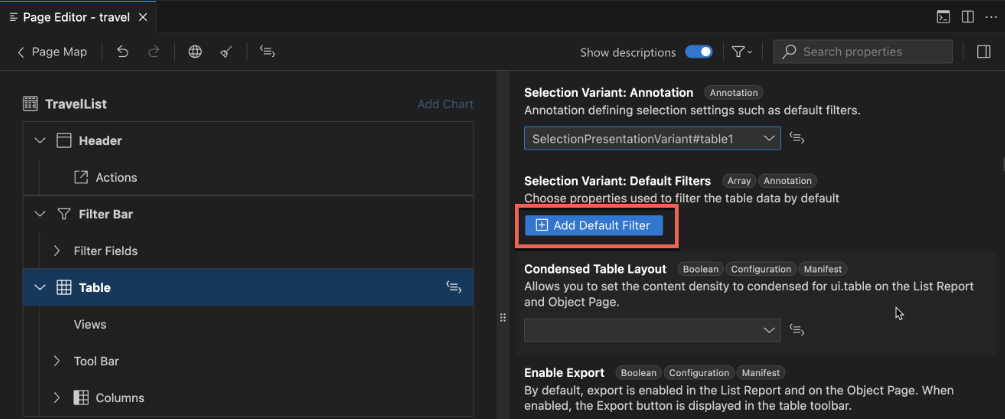 Page Editor - travel
Page Map
Show descriptions
Search properties
TravelList
Add Chart
Header
Actions
Filter Bar
Filter Fields
Table
Views
Tool Bar
Columns
Selection Variant: Annotation Annotation
Annotation defining selection settings such as default filters.
SelectionPresentationVariant#table1
Selection Variant: Default Filters Array Annotation
Choose properties used to filter the table data by default
Add Default Filter
Condensed Table Layout Boolean Configuration Manifest
Allows you to set the content density to condensed for ui.table on the List Report
and Object Page.
Enable Export Boolean Configuration Manifest
By default, export is enabled in the List Report and on the Object Page. When
enabled, the Export button is displayed in the table toolbar.